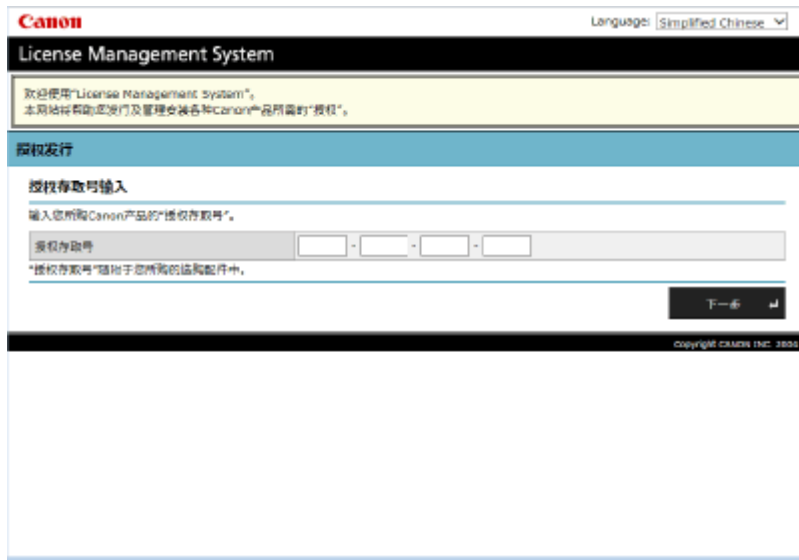 Canon
Language: Simplified Chinese
License Management System
欢迎使用"License Management System"。
本网站将帮助您发行及管理安装各种Canon产品所需的"授权"。
授权发行
授权存取号输入
输入您所购Canon产品的"授权存取号"。
授权存取号
- - -
"授权存取号"随附于您所购的选购配件中。
下一步
Copyright CANON INC. 2006